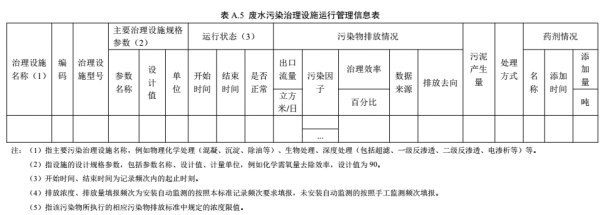 表 A.5 废水污染治理设施运行管理信息表
治理设施名称（1）
编码
治理设施型号
主要治理设施规格参数（2）
参数名称
设计值
单位
运行状态（3）
开始时间
结束时间
是否正常
污染物排放情况
出口流量
立方米/日
污染因子
治理效率
百分比
数据来源
排放去向
污泥产生量
处理方式
药剂情况
名称
添加时间
添加量
吨
...
注：（1）指主要污染治理设施名称，例如物理化学处理（混凝、沉淀、除油等）、生物处理、深度处理（包括超滤、一级反渗透、二级反渗透、电渗析等）等。
（2）指设施的设计规格参数，包括参数名称、设计值、计量单位，例如化学需氧量去除效率，设计值为 90。
（3）开始时间、结束时间为记录频次内的起止时刻。
（4）排放浓度、排放量填报频次为安装自动监测的按照本标准记录频次要求填报，未安装自动监测的按照手工监测频次填报。
（5）指该污染物所执行的相应污染物排放标准中规定的浓度限值。